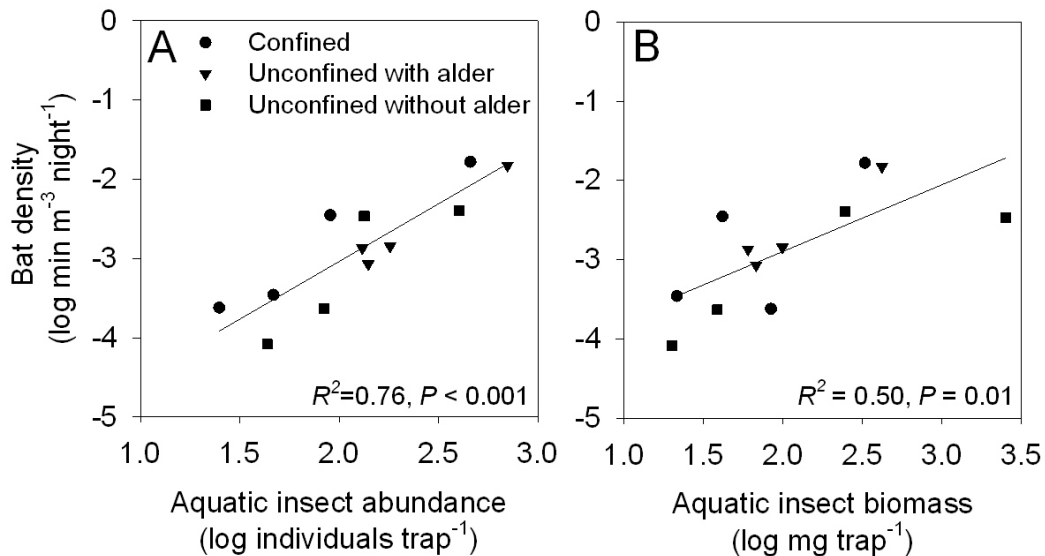 A
Confined
Unconfined with alder
Unconfined without alder
0
-1
-2
-3
-4
-5
Bat density
(log min m⁻³ night⁻¹)
R²=0.76, P < 0.001
1.0 1.5 2.0 2.5 3.0
Aquatic insect abundance
(log individuals trap⁻¹)
B
0
-1
-2
-3
-4
-5
R² = 0.50, P = 0.01
1.0 1.5 2.0 2.5 3.0 3.5
Aquatic insect biomass
(log mg trap⁻¹)